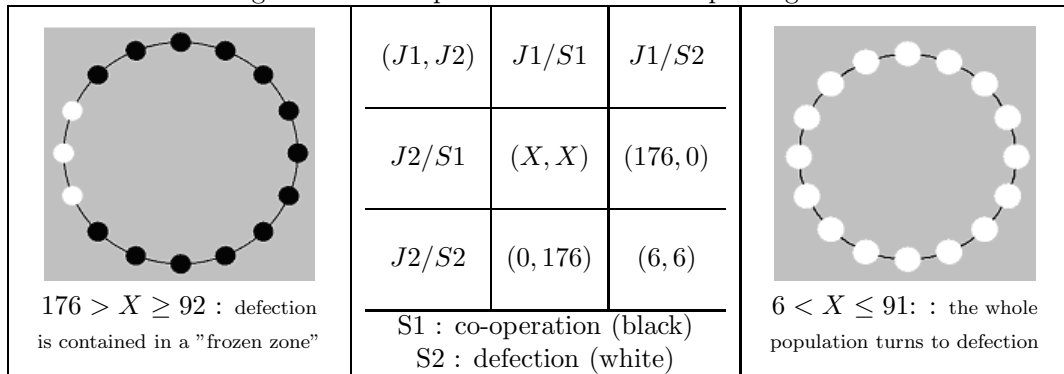 (J1, J2) J1/S1 J1/S2
J2/S1 (X, X) (176, 0)
J2/S2 (0, 176) (6, 6)
176 > X ≥ 92 : defection
is contained in a "frozen zone"
S1 : co-operation (black)
S2 : defection (white)
6 < X ≤ 91: : the whole
population turns to defection